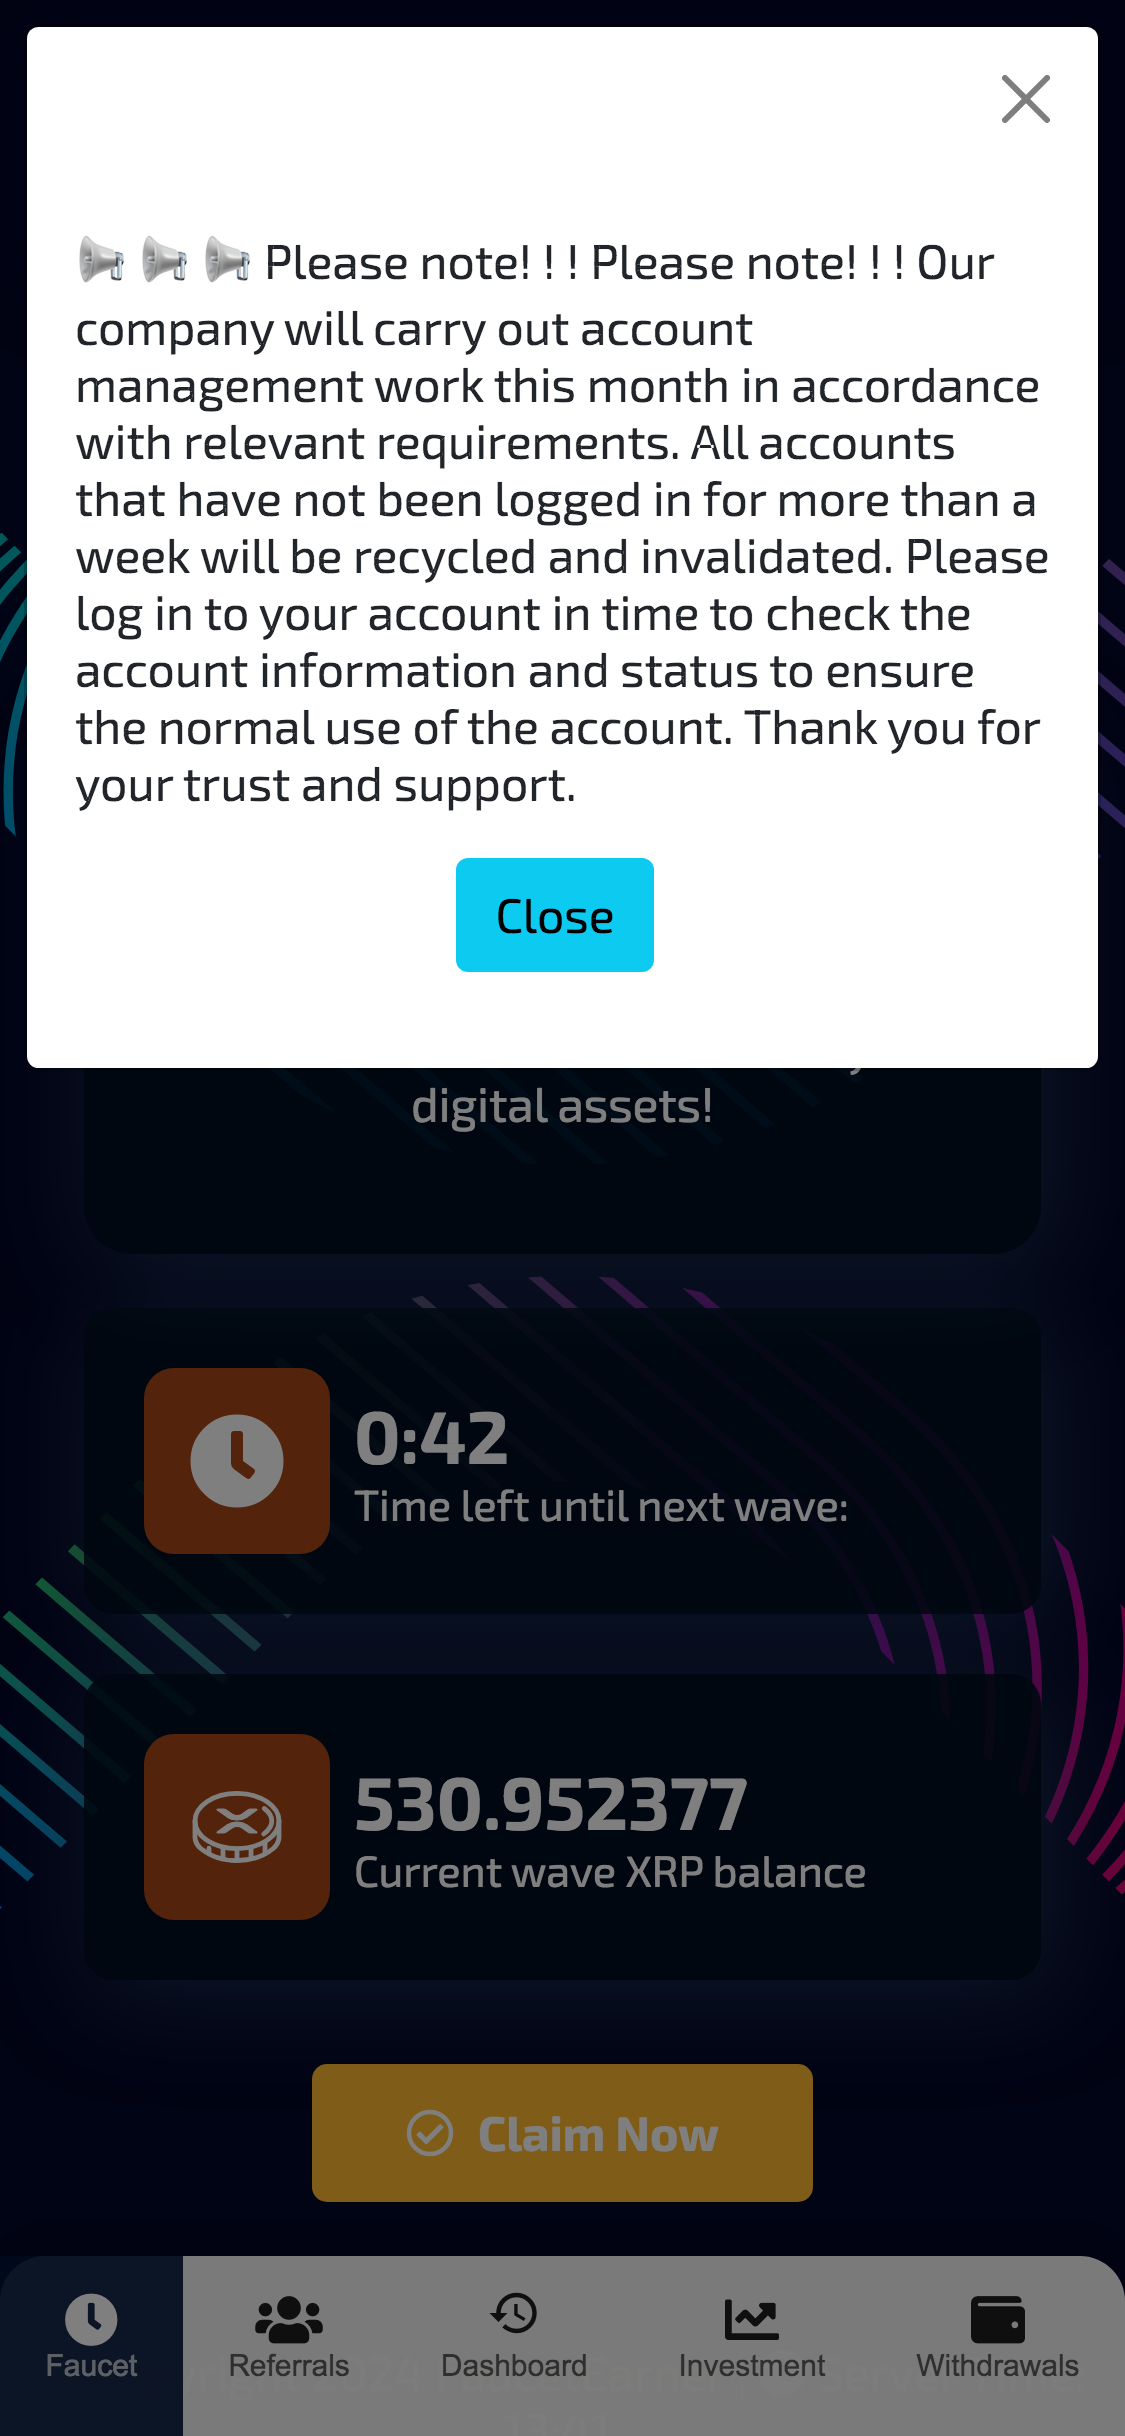 Please note! ! ! Please note! ! ! Our
company will carry out account
management work this month in accordance
with relevant requirements. All accounts
that have not been logged in for more than a
week will be recycled and invalidated. Please
log in to your account in time to check the
account information and status to ensure
the normal use of the account. Thank you for
your trust and support.
Close
digital assets!
0:42
Time left until next wave:
530.952377
Current wave XRP balance
Claim Now
Faucet
Referrals
Dashboard
Investment
Withdrawals